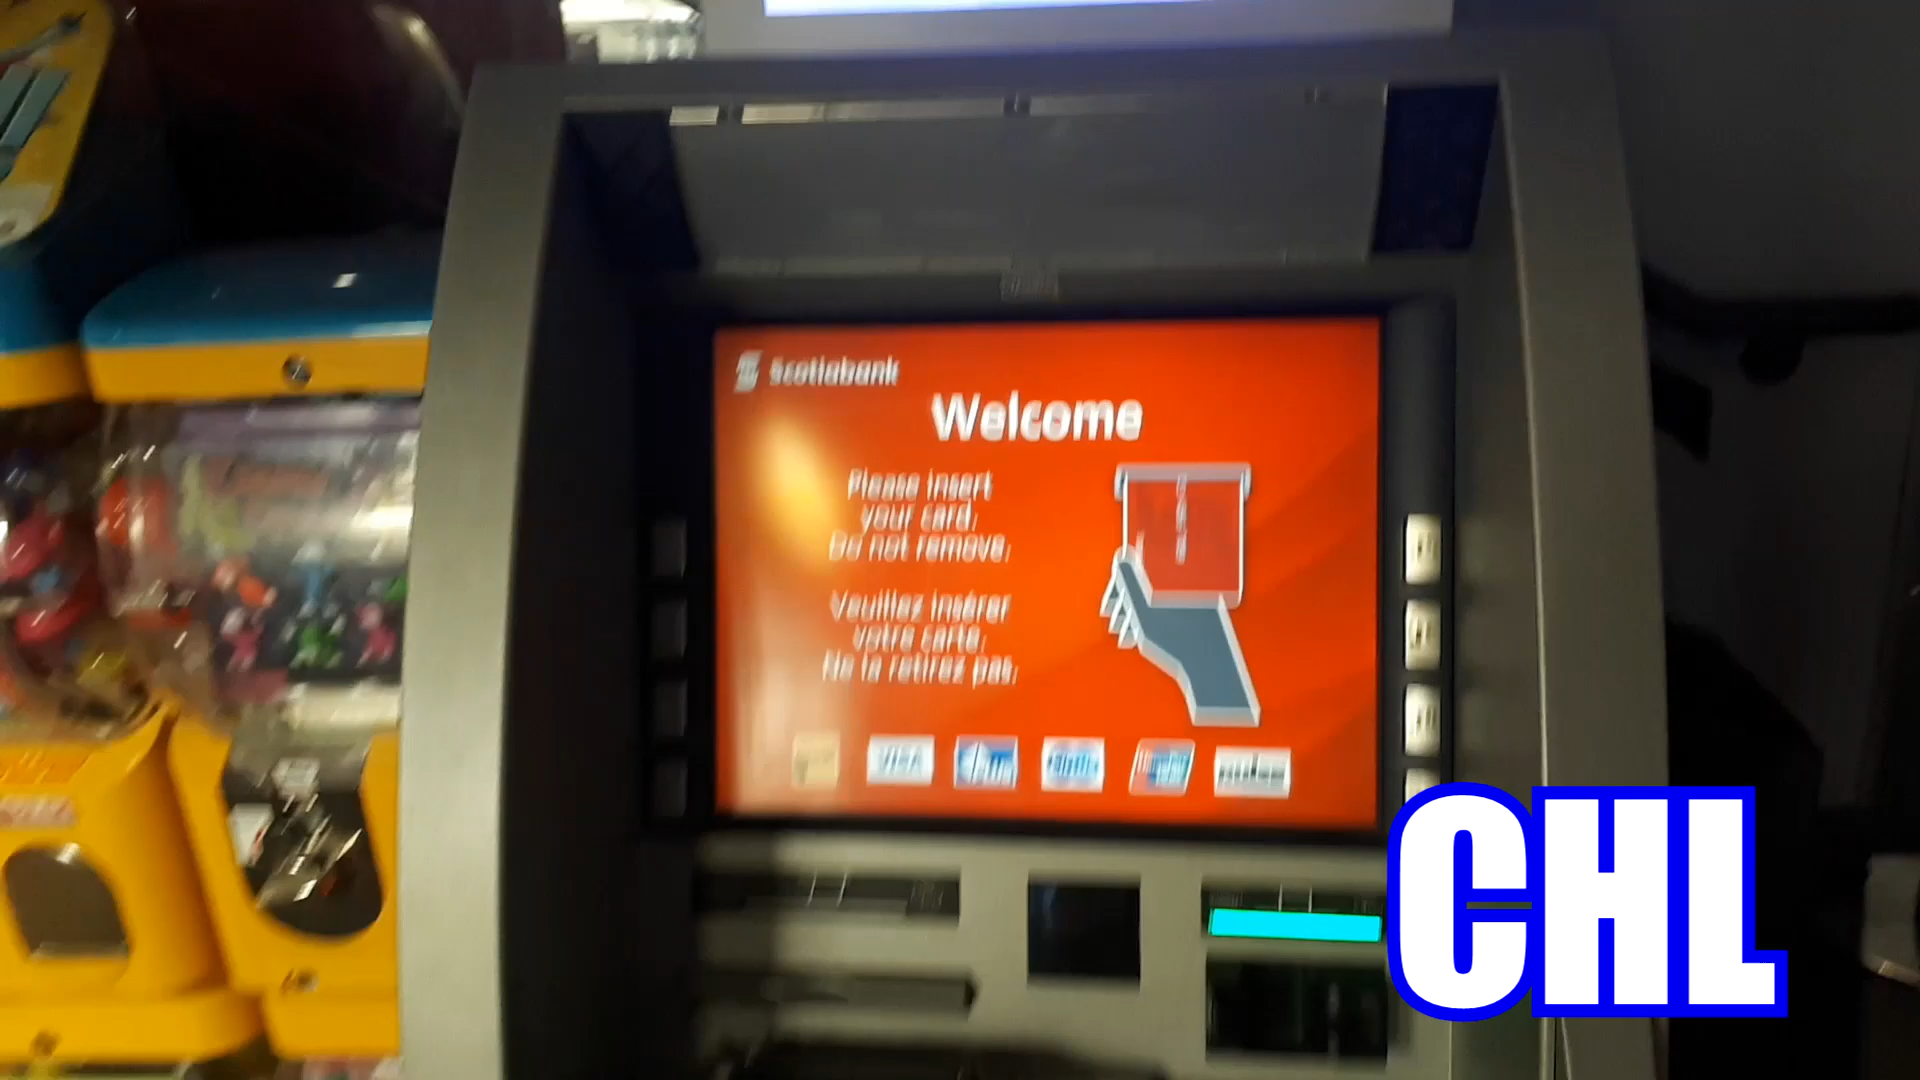 Scotiabank
Welcome
Please insert
your card.
Do not remove.
Veuillez insérer
votre carte.
Ne la retirez pas.
VISA
CHL